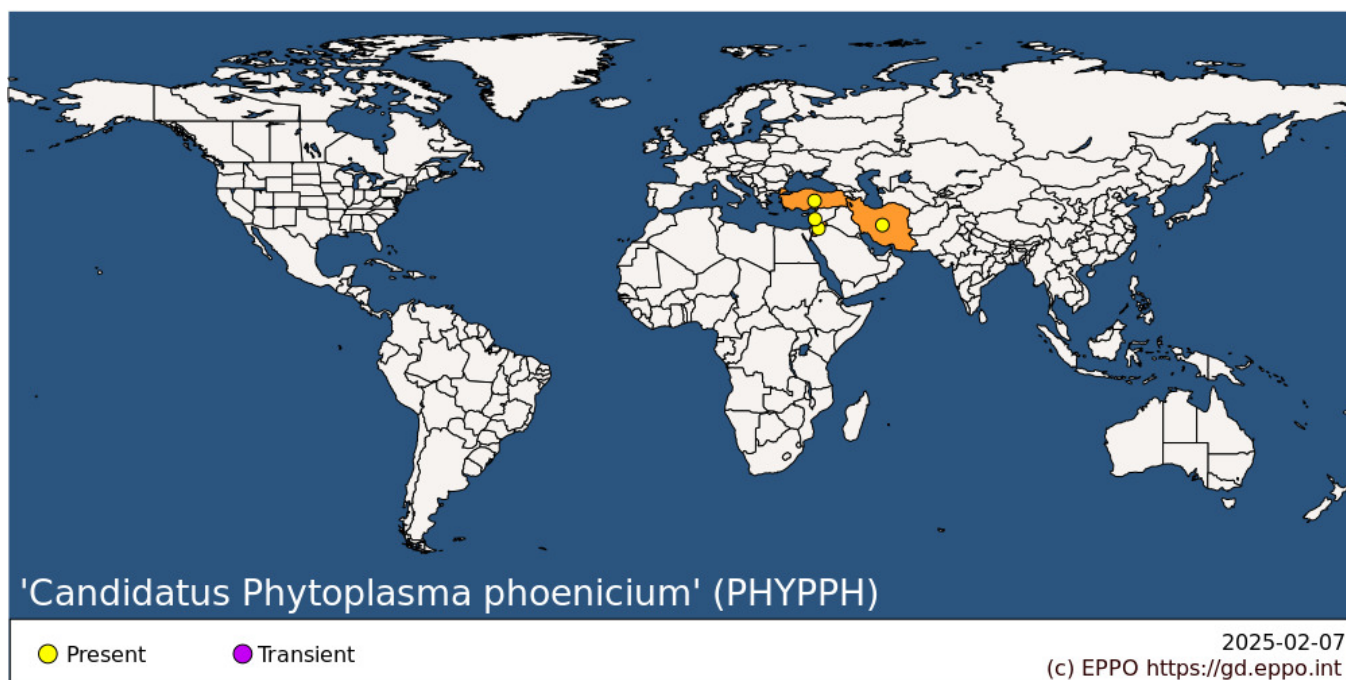 'Candidatus Phytoplasma phoenicium' (PHYPPH)
Present
Transient
2025-02-07
(c) EPPO https://gd.eppo.int